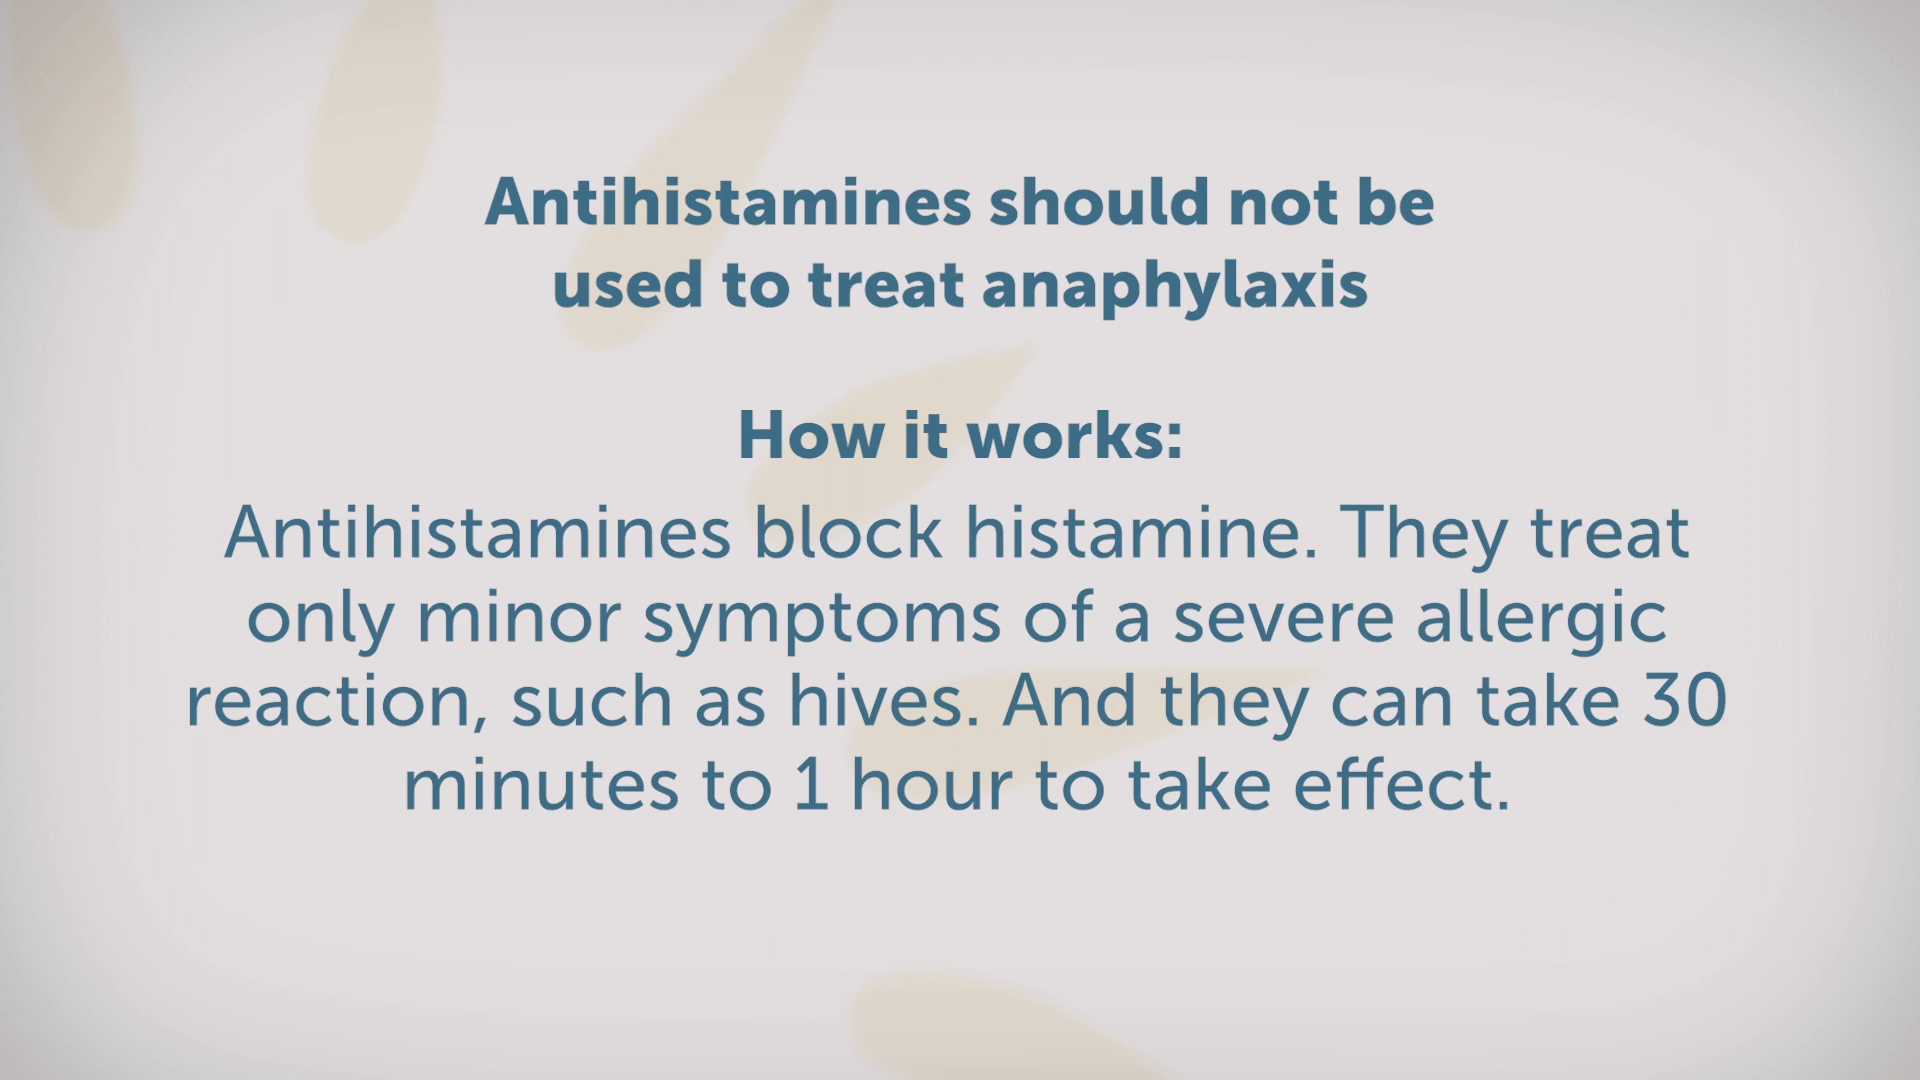 Antihistamines should not be
used to treat anaphylaxis
How it works:
Antihistamines block histamine. They treat
only minor symptoms of a severe allergic
reaction, such as hives. And they can take 30
minutes to 1 hour to take effect.